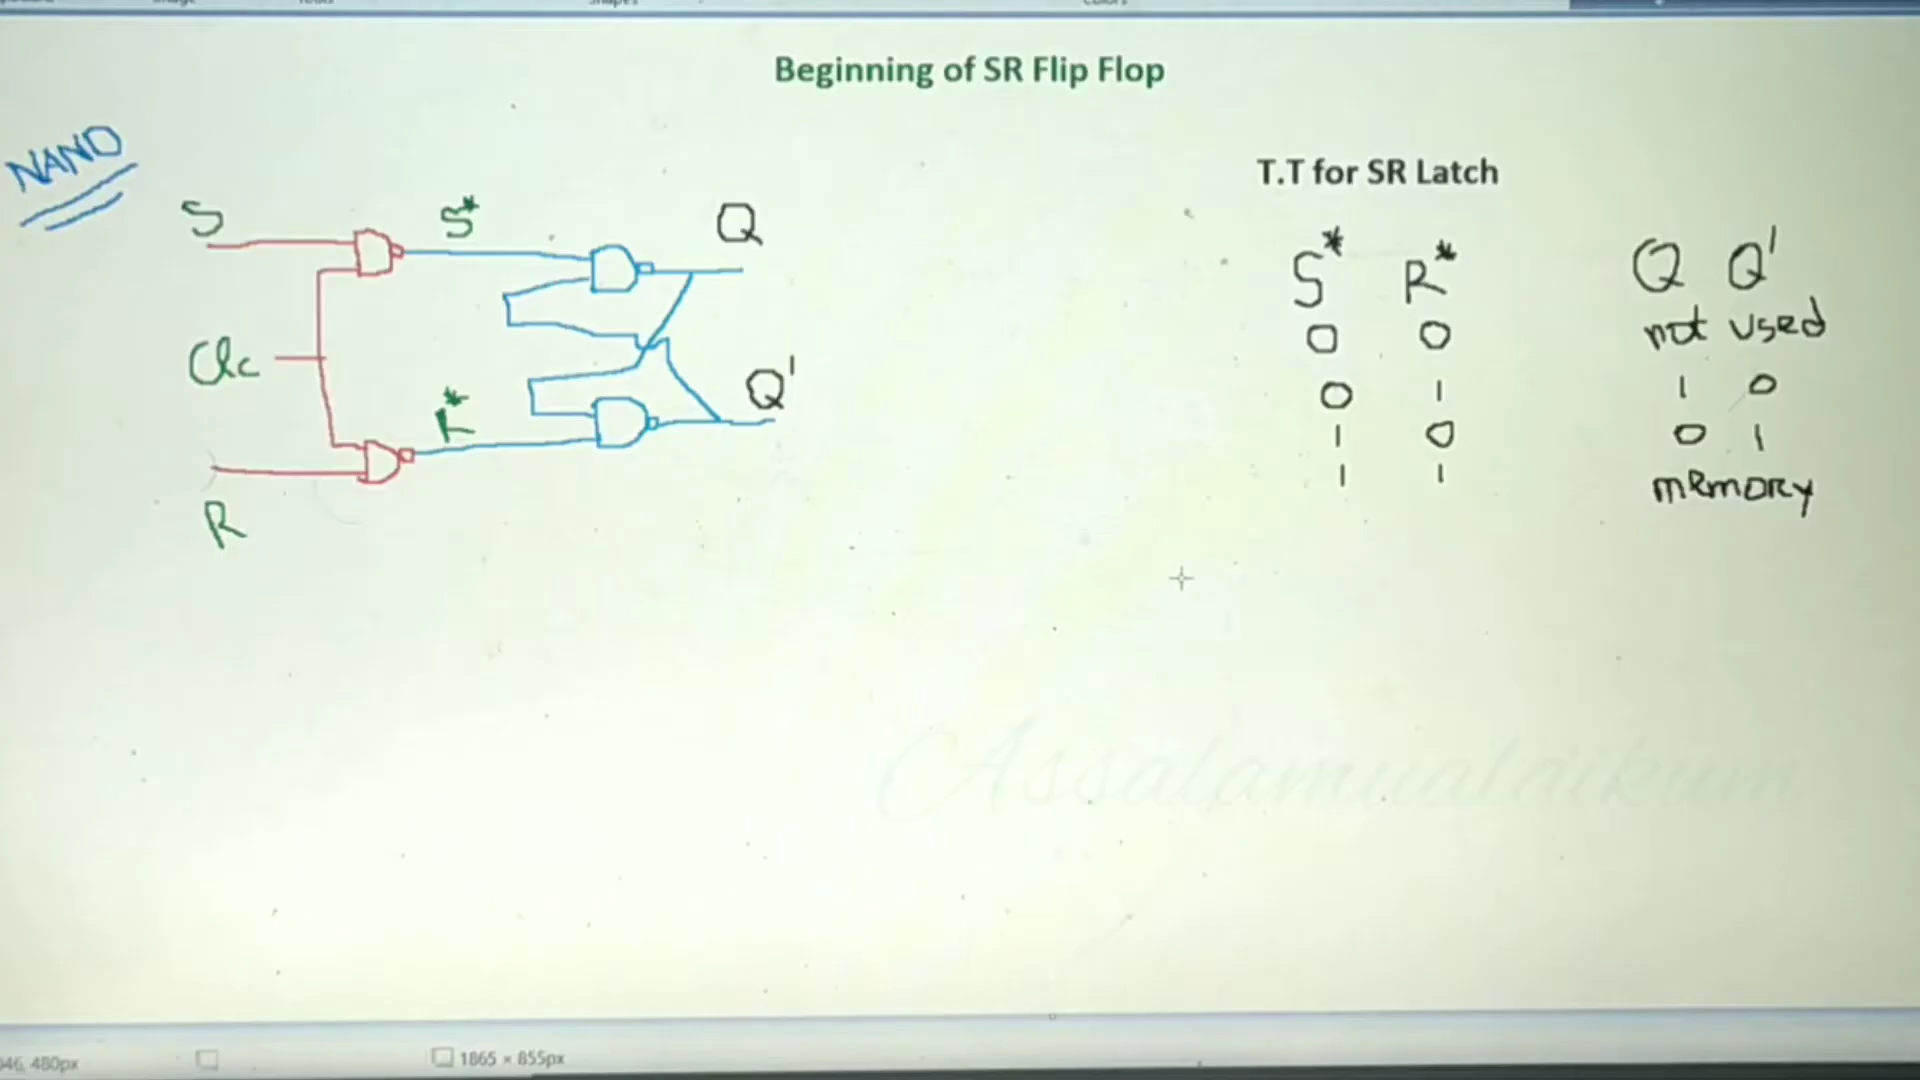 Beginning of SR Flip Flop
NAND
T.T for SR Latch
S
S*
Q
S* R* Q Q'
0 0 not used
Clc
0 1 1 0
Q'
R*
1 0 0 1
1 1 memory
R
Assalamualaikum
480px
1865 × 855px